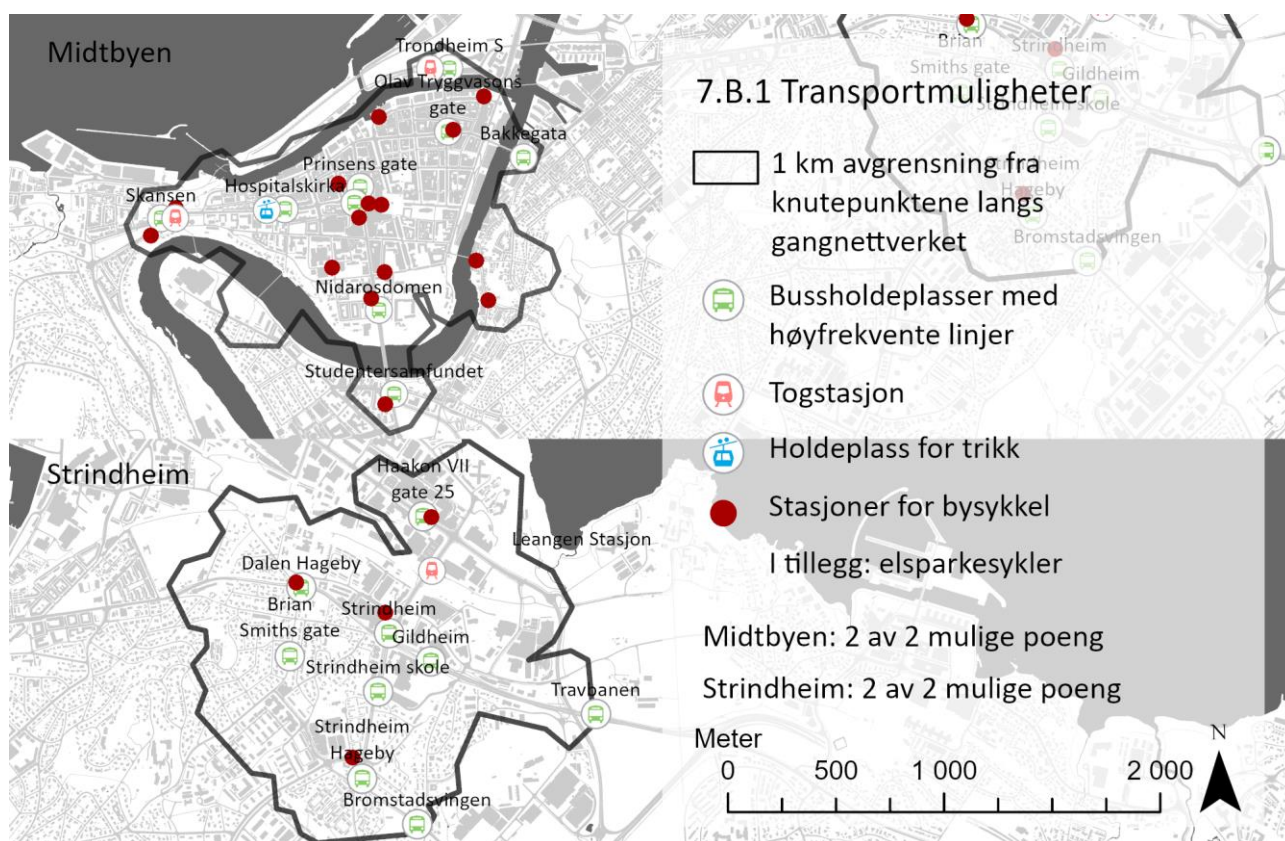 Midtbyen
Trondheim S
Olav Tryggvasons
gate
Bakkegata
Prinsens gate
Hospitalskirka
Skansen
Nidarosdomen
Studentersamfundet
Strindheim
Haakon VII
gate 25
Leangen Stasjon
Dalen Hageby
Brian
Smiths gate
Strindheim
Gildheim
Strindheim skole
Travbanen
Strindheim
Hageby
Bromstadsvingen
Brian
Smiths gate
Strindheim
Gildheim
Strindheim skole
Strindheim
Hageby
Bromstadsvingen
7.B.1 Transportmuligheter
1 km avgrensning fra
knutepunktene langs
gangnettverket
Bussholdeplasser med
høyfrekvente linjer
Togstasjon
Holdeplass for trikk
Stasjoner for bysykkel
I tillegg: elsparkesykler
Midtbyen: 2 av 2 mulige poeng
Strindheim: 2 av 2 mulige poeng
Meter
N
0 500 1 000 2 000